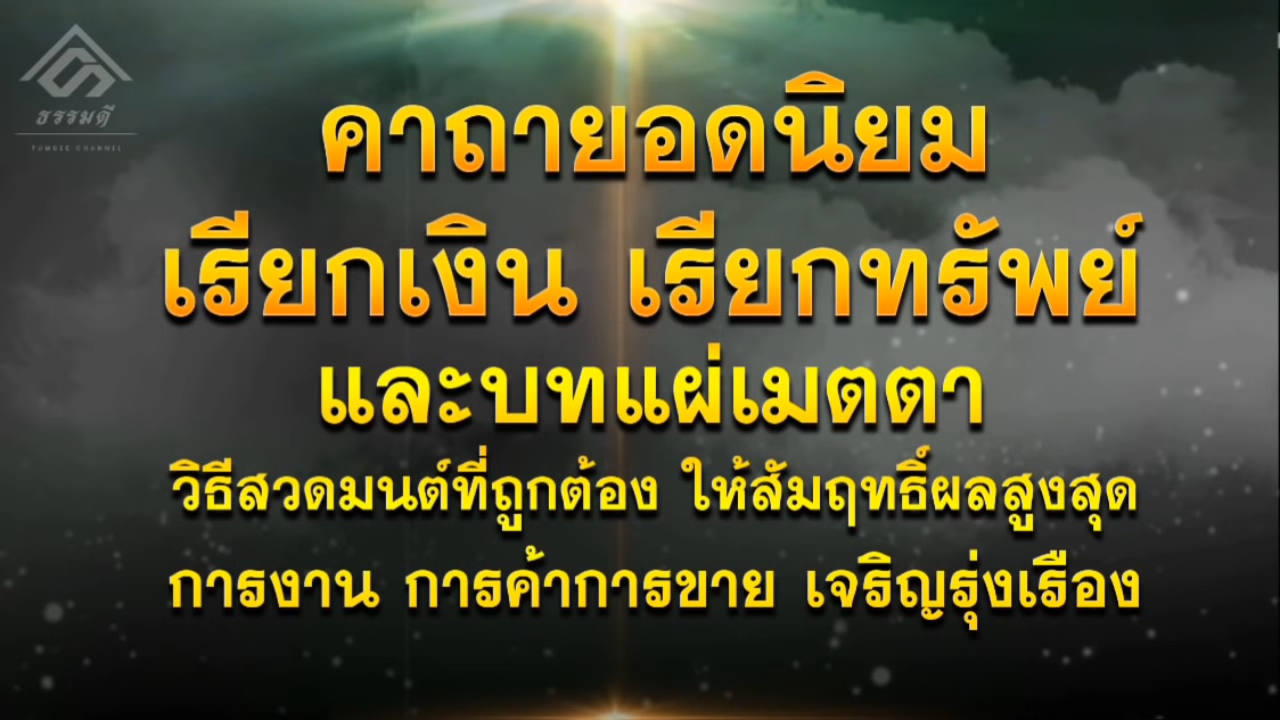 ธรรมดี
TUMDEE CHANNEL
คาถายอดนิยม
เรียกเงิน เรียกทรัพย์
และบทแผ่เมตตา
วิธีสวดมนต์ที่ถูกต้อง ให้สัมฤทธิ์ผลสูงสุด
การงาน การค้าการขาย เจริญรุ่งเรือง